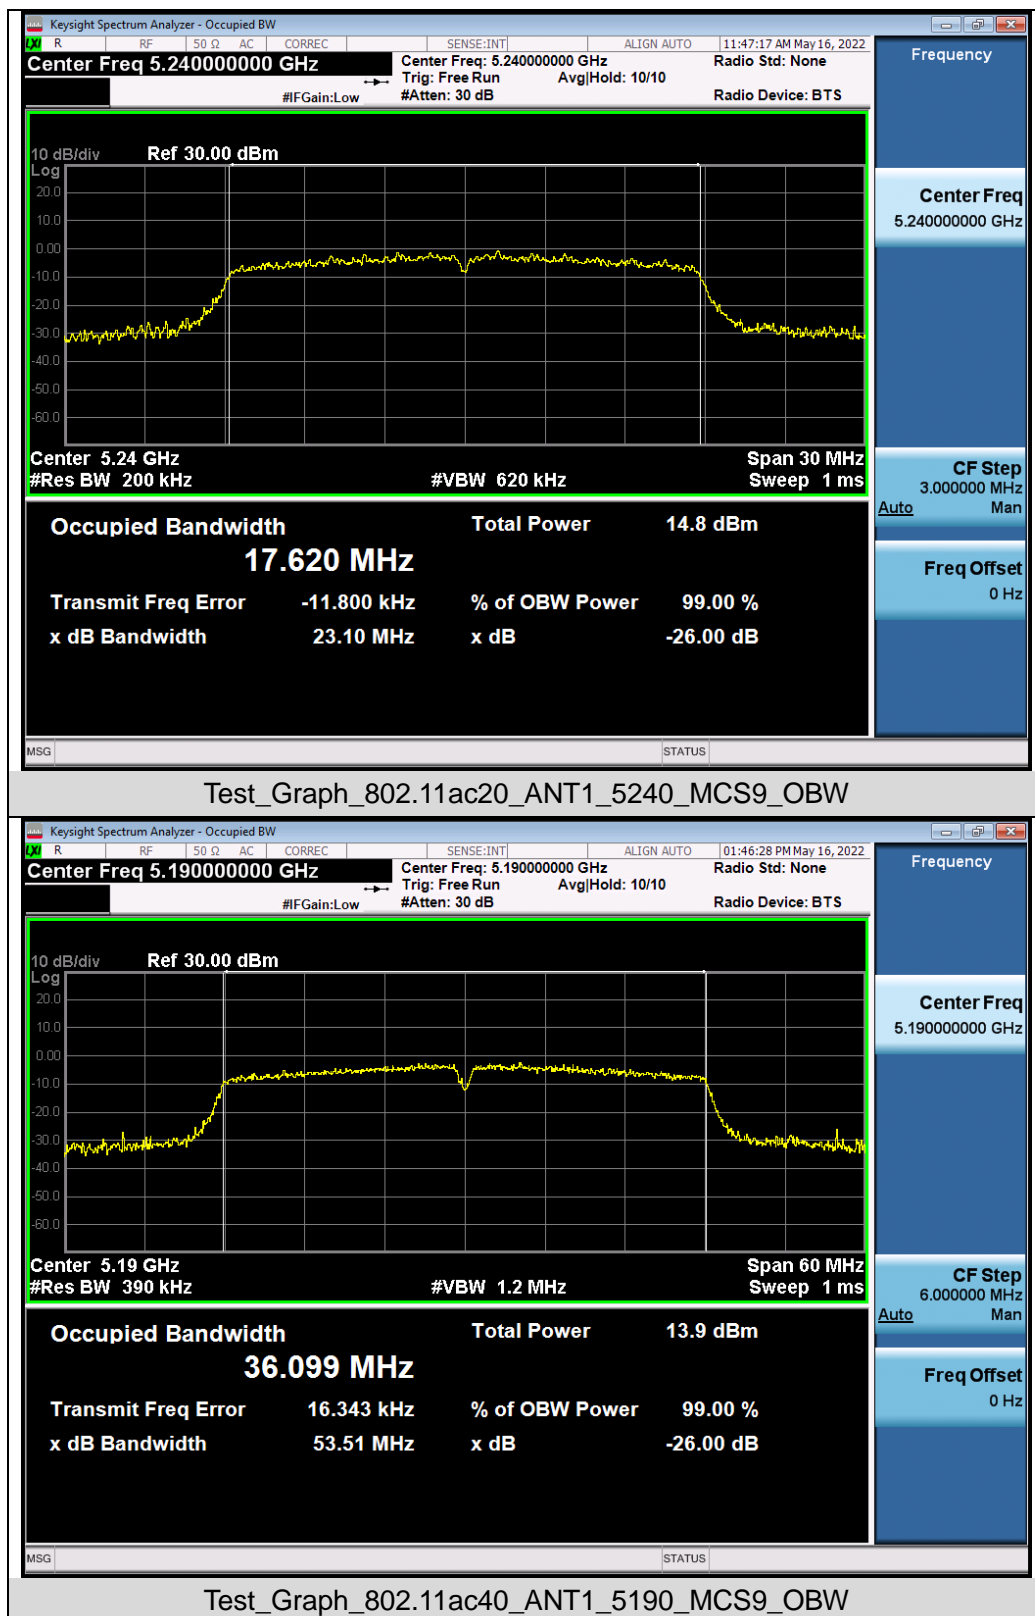 Keysight Spectrum Analyzer - Occupied BW
LXI R RF 50 Ω AC CORREC SENSE:INT ALIGN AUTO 11:47:17 AM May 16, 2022
Center Freq 5.240000000 GHz
Center Freq: 5.240000000 GHz Radio Std: None
Trig: Free Run Avg|Hold: 10/10
#IFGain:Low #Atten: 30 dB Radio Device: BTS
Frequency
10 dB/div Ref 30.00 dBm
Log
20.0
10.0
0.00
-10.0
-20.0
-30.0
-40.0
-50.0
-60.0
Center 5.24 GHz Span 30 MHz
#Res BW 200 kHz #VBW 620 kHz Sweep 1 ms
Center Freq
5.240000000 GHz
CF Step
3.000000 MHz
Auto Man
Freq Offset
0 Hz
Occupied Bandwidth Total Power 14.8 dBm
17.620 MHz
Transmit Freq Error -11.800 kHz % of OBW Power 99.00 %
x dB Bandwidth 23.10 MHz x dB -26.00 dB
MSG STATUS
Test_Graph_802.11ac20_ANT1_5240_MCS9_OBW
Keysight Spectrum Analyzer - Occupied BW
LXI R RF 50 Ω AC CORREC SENSE:INT ALIGN AUTO 01:46:28 PM May 16, 2022
Center Freq 5.190000000 GHz
Center Freq: 5.190000000 GHz Radio Std: None
Trig: Free Run Avg|Hold: 10/10
#IFGain:Low #Atten: 30 dB Radio Device: BTS
Frequency
10 dB/div Ref 30.00 dBm
Log
20.0
10.0
0.00
-10.0
-20.0
-30.0
-40.0
-50.0
-60.0
Center 5.19 GHz Span 60 MHz
#Res BW 390 kHz #VBW 1.2 MHz Sweep 1 ms
Center Freq
5.190000000 GHz
CF Step
6.000000 MHz
Auto Man
Freq Offset
0 Hz
Occupied Bandwidth Total Power 13.9 dBm
36.099 MHz
Transmit Freq Error 16.343 kHz % of OBW Power 99.00 %
x dB Bandwidth 53.51 MHz x dB -26.00 dB
MSG STATUS
Test_Graph_802.11ac40_ANT1_5190_MCS9_OBW